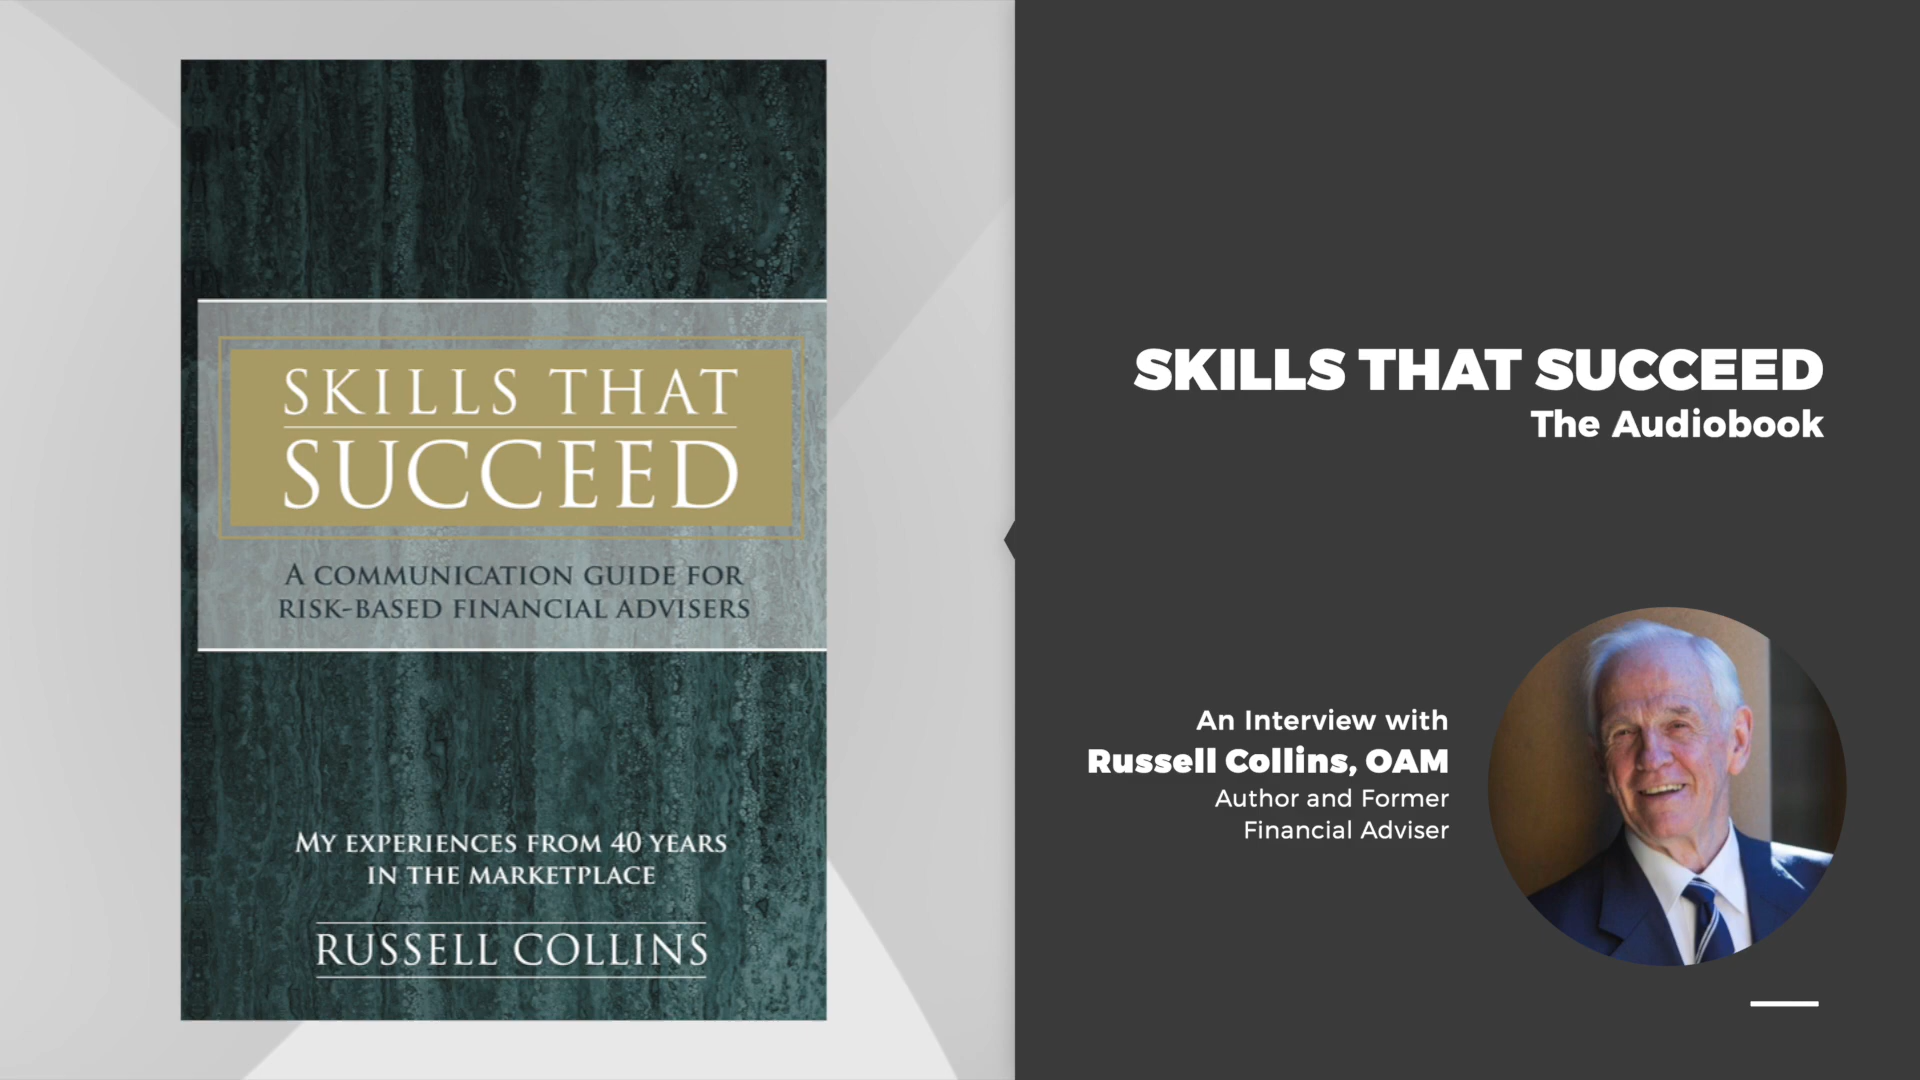 SKILLS THAT
SUCCEED
A COMMUNICATION GUIDE FOR
RISK-BASED FINANCIAL ADVISERS
MY EXPERIENCES FROM 40 YEARS
IN THE MARKETPLACE
RUSSELL COLLINS
SKILLS THAT SUCCEED
The Audiobook
An Interview with
Russell Collins, OAM
Author and Former
Financial Adviser